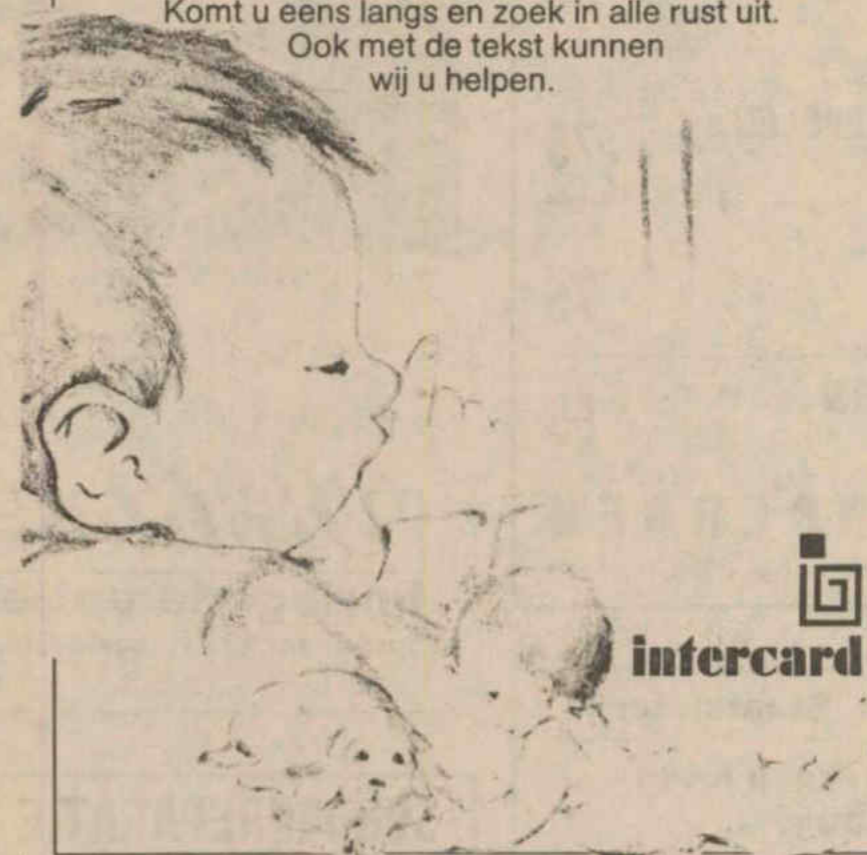 Komt u eens langs en zoek in alle rust uit.
Ook met de tekst kunnen
wij u helpen.
intercard